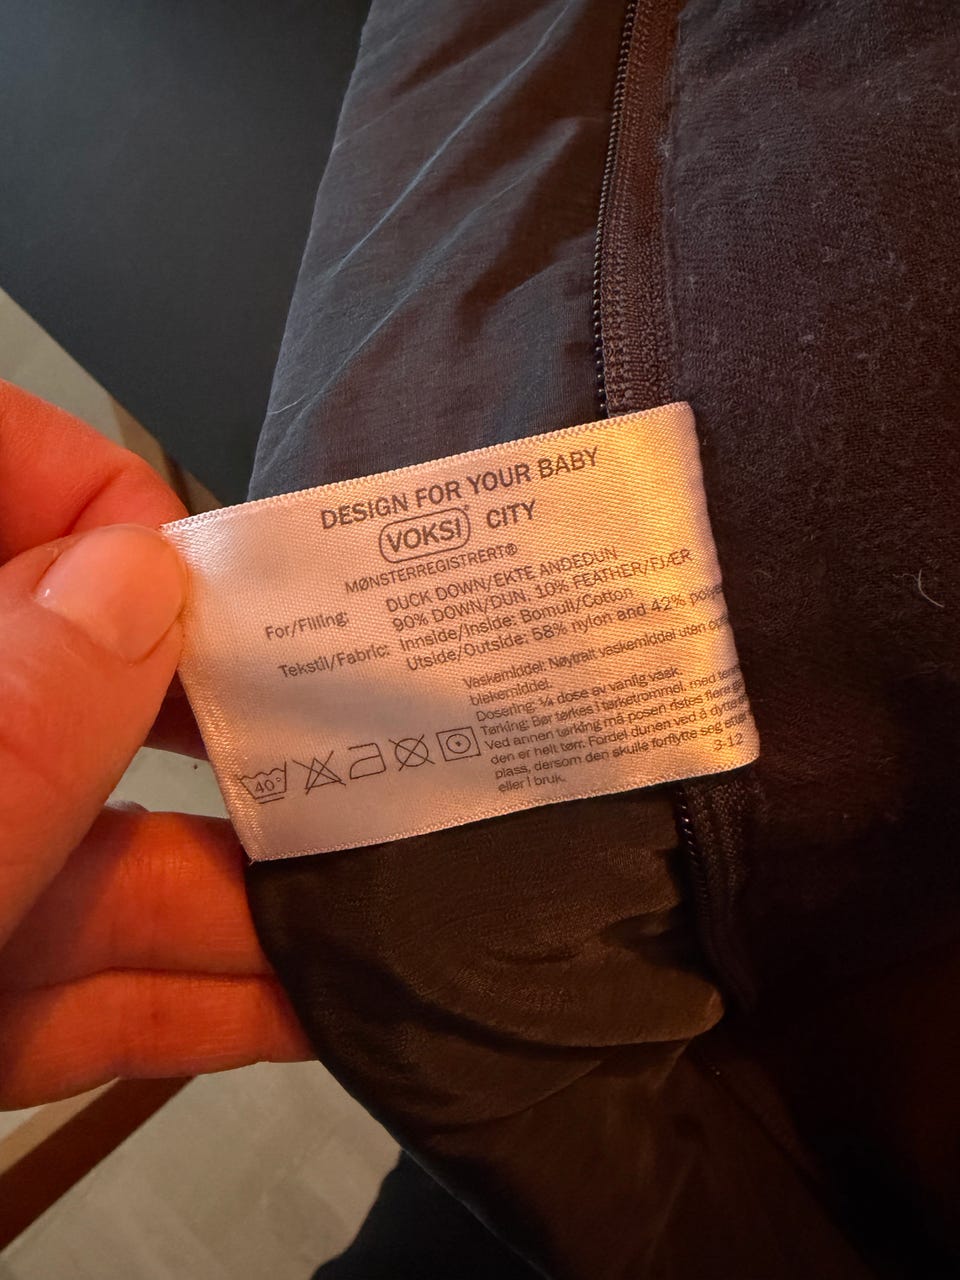 DESIGN FOR YOUR BABY
VOKSI® CITY
MØNSTERREGISTRERT®
For/Filling: DUCK DOWN/EKTE ANDEDUN
90% DOWN/DUN. 10% FEATHER/FJÆR
Tekstil/Fabric: Innside/Inside: Bomull/Cotton
Utside/Outside: 58% nylon and 42%
Vaskemiddel: Nøytralt vaskemiddel uten
blekemiddel.
Dosering: ¼ dose av vanlig vask.
Tørking: Bør tørkes i tørketrommel, med
Ved annen tørking må posen ristes flere
den er helt tørr. Fordel dunen ved å
plass, dersom den skulle forflytte seg etter
eller i bruk.
3-12
40°